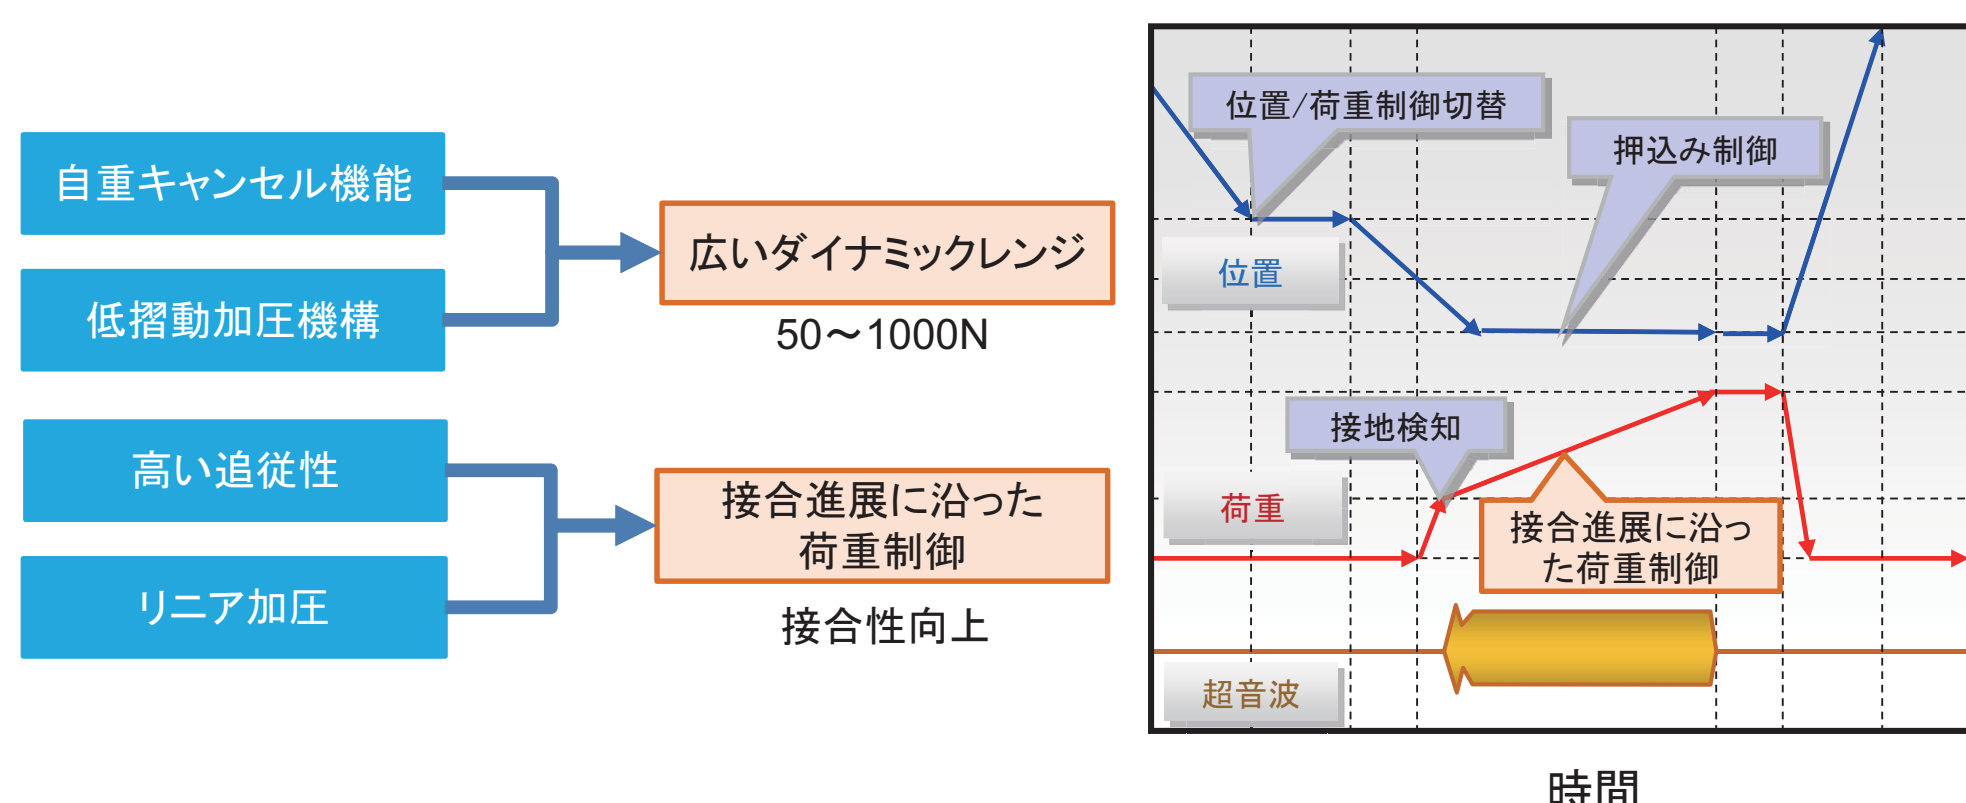 自重キャンセル機能
低摺動加圧機構
広いダイナミックレンジ
50～1000N
高い追従性
リニア加圧
接合進展に沿った
荷重制御
接合性向上
位置/荷重制御切替
押込み制御
位置
接地検知
荷重
接合進展に沿っ
た荷重制御
超音波
時間